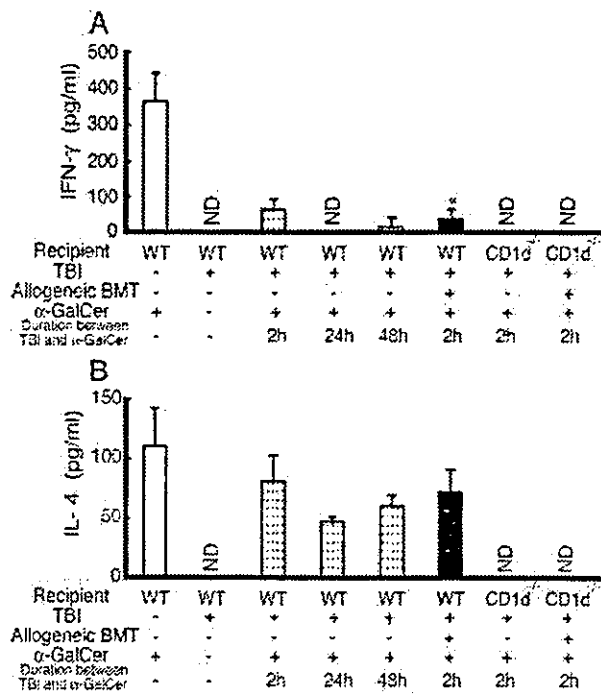 A
IFN-γ (pg/ml)
500
400
300
200
100
0
ND
ND
*
ND
ND
Recipient WT WT WT WT WT WT CD1d CD1d
TBI - + + + + + + +
Allogeneic BMT - - - - - + - +
α-GalCer + - + + + + + +
Duration between TBI and α-GalCer - - 2h 24h 48h 2h 2h 2h
B
IL-4 (pg/ml)
150
100
50
0
ND
ND
ND
Recipient WT WT WT WT WT WT CD1d CD1d
TBI - + + + + + + +
Allogeneic BMT - - - - - + - +
α-GalCer + - + + + + + +
Duration between TBI and α-GalCer - - 2h 24h 48h 2h 2h 2h